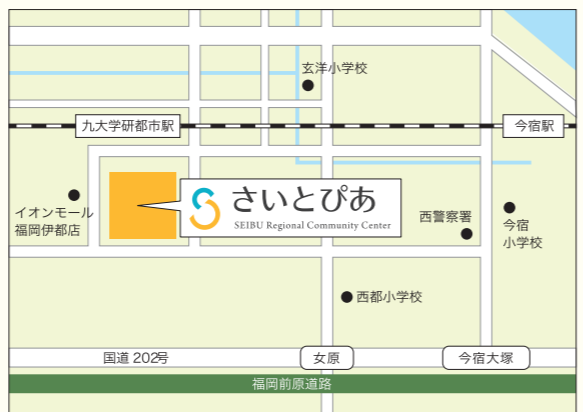 玄洋小学校
九大学研都市駅
今宿駅
さいとぴあ
SEIBU Regional Community Center
イオンモール
福岡伊都店
西警察署
今宿
小学校
西都小学校
国道 202号
女原
今宿大塚
福岡前原道路